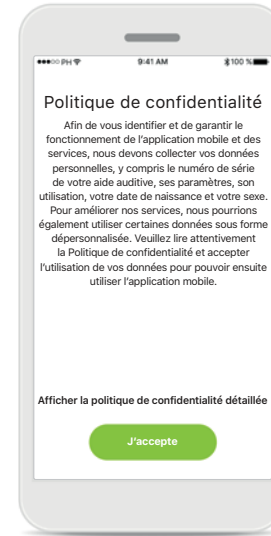 PH 9:41 AM 100 %
Politique de confidentialité
Afin de vous identifier et de garantir le
fonctionnement de l'application mobile et des
services, nous devons collecter vos données
personnelles, y compris le numéro de série
de votre aide auditive, ses paramètres, son
utilisation, votre date de naissance et votre sexe.
Pour améliorer nos services, nous pourrions
également utiliser certaines données sous forme
dépersonnalisée. Veuillez lire attentivement
la Politique de confidentialité et accepter
l'utilisation de vos données pour pouvoir ensuite
utiliser l'application mobile.
Afficher la politique de confidentialité détaillée
J'accepte